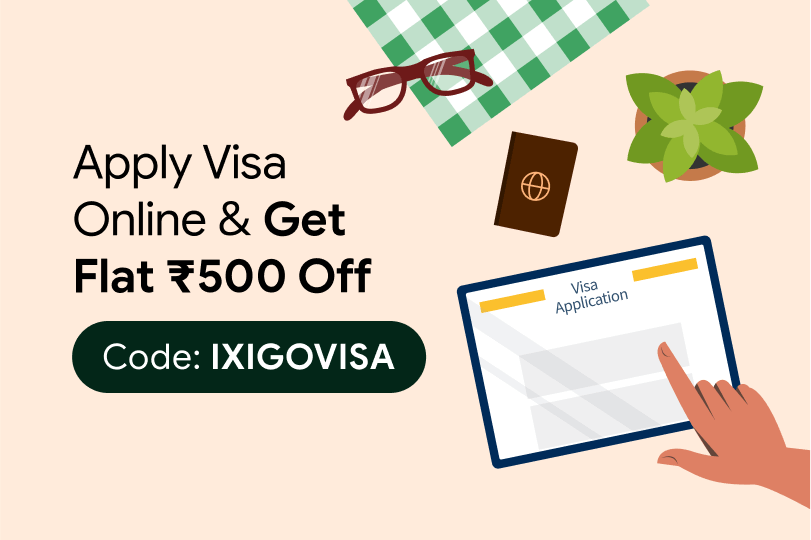 Apply Visa
Online & Get
Flat ₹500 Off
Code: IXIGOVISA
Visa
Application